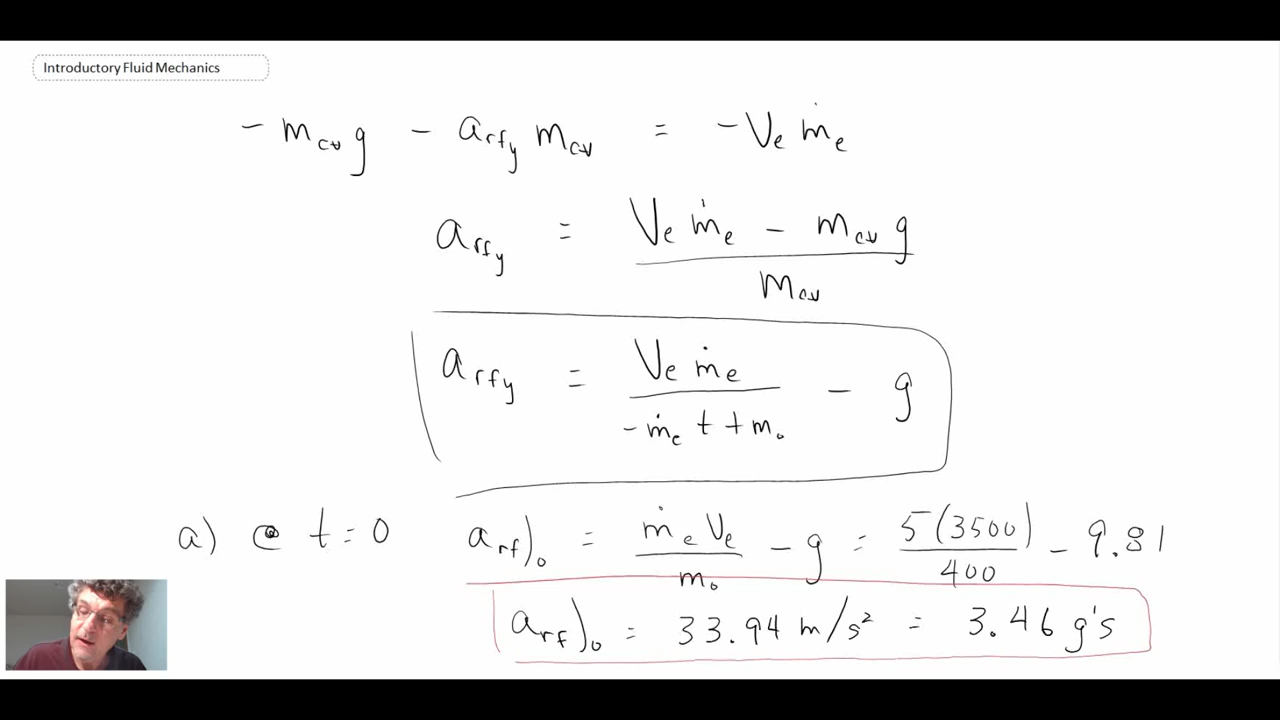 Introductory Fluid Mechanics
- m_cv g - a_rfy m_cv = - V_e ṁ_e
a_rfy = (V_e ṁ_e - m_cv g) / m_cv
a_rfy = (V_e ṁ_e) / (- ṁ_e t + m_o) - g
a) @ t = 0 a_rf)_o = (ṁ_e V_e) / m_o - g = 5(3500) / 400 - 9.81
a_rf)_o = 33.94 m/s² = 3.46 g's